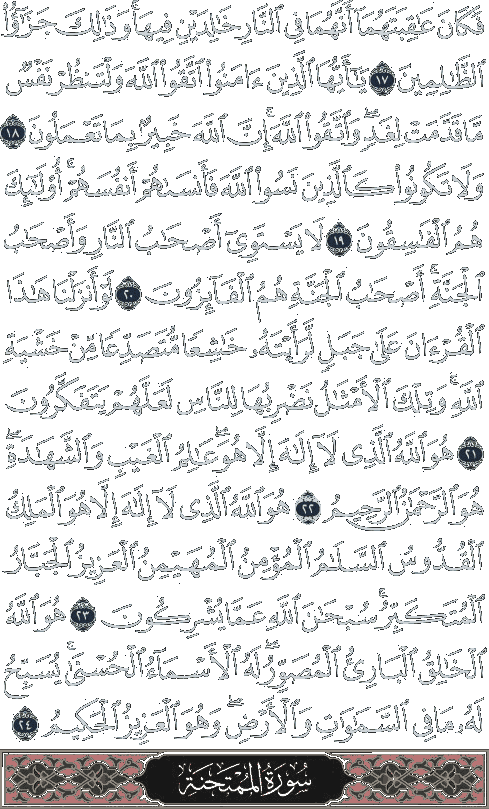 فَكَانَ عَٰقِبَتَهُمَآ أَنَّهُمَا فِي ٱلنَّارِ خَٰلِدَيْنِ فِيهَا ۚ وَذَٰلِكَ جَزَٰٓؤُا۟
ٱلظَّٰلِمِينَ ١٧ يَٰٓأَيُّهَا ٱلَّذِينَ ءَامَنُوا۟ ٱتَّقُوا۟ ٱللَّهَ وَلْتَنظُرْ نَفْسٌ
مَّا قَدَّمَتْ لِغَدٍ ۖ وَٱتَّقُوا۟ ٱللَّهَ ۚ إِنَّ ٱللَّهَ خَبِيرٌۢ بِمَا تَعْمَلُونَ ١٨
وَلَا تَكُونُوا۟ كَٱلَّذِينَ نَسُوا۟ ٱللَّهَ فَأَنسَىٰهُمْ أَنفُسَهُمْ ۚ أُو۟لَٰٓئِكَ
هُمُ ٱلْفَٰسِقُونَ ١٩ لَا يَسْتَوِىٓ أَصْحَٰبُ ٱلنَّارِ وَأَصْحَٰبُ
ٱلْجَنَّةِ ۚ أَصْحَٰبُ ٱلْجَنَّةِ هُمُ ٱلْفَآئِزُونَ ٢٠ لَوْ أَنزَلْنَا هَٰذَا
ٱلْقُرْءَانَ عَلَىٰ جَبَلٍ لَّرَأَيْتَهُۥ خَٰشِعًا مُّتَصَدِّعًا مِّنْ خَشْيَةِ
ٱللَّهِ ۚ وَتِلْكَ ٱلْأَمْثَٰلُ نَضْرِبُهَا لِلنَّاسِ لَعَلَّهُمْ يَتَفَكَّرُونَ
٢١ هُوَ ٱللَّهُ ٱلَّذِى لَآ إِلَٰهَ إِلَّا هُوَ ۖ عَٰلِمُ ٱلْغَيْبِ وَٱلشَّهَٰدَةِ ۖ
هُوَ ٱلرَّحْمَٰنُ ٱلرَّحِيمُ ٢٢ هُوَ ٱللَّهُ ٱلَّذِى لَآ إِلَٰهَ إِلَّا هُوَ ٱلْمَلِكُ
ٱلْقُدُّوسُ ٱلسَّلَٰمُ ٱلْمُؤْمِنُ ٱلْمُهَيْمِنُ ٱلْعَزِيزُ ٱلْجَبَّارُ
ٱلْمُتَكَبِّرُ ۚ سُبْحَٰنَ ٱللَّهِ عَمَّا يُشْرِكُونَ ٢٣ هُوَ ٱللَّهُ
ٱلْخَٰلِقُ ٱلْبَارِئُ ٱلْمُصَوِّرُ ۖ لَهُ ٱلْأَسْمَآءُ ٱلْحُسْنَىٰ ۚ يُسَبِّحُ
لَهُۥ مَا فِى ٱلسَّمَٰوَٰتِ وَٱلْأَرْضِ ۖ وَهُوَ ٱلْعَزِيزُ ٱلْحَكِيمُ ٢٤
سُورَةُ المُمْتَحنَة